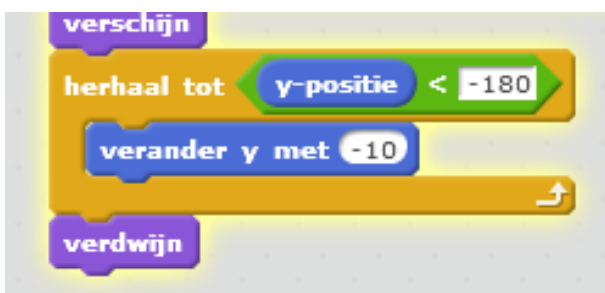 verschijn
herhaal tot y-positie < -180
verander y met -10
verdwijn